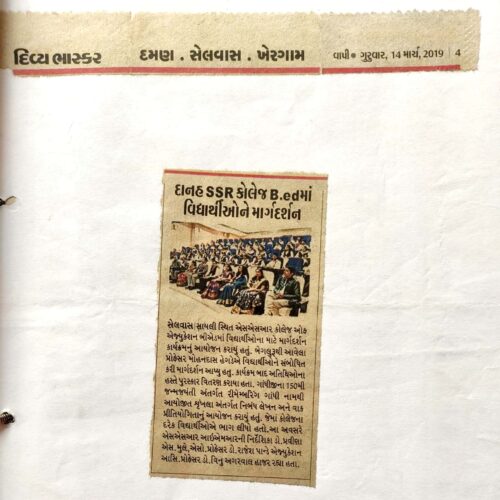 દિવ્ય ભાસ્કર
દમણ . સેલવાસ . ખેરગામ
વાપી ● ગુરુવાર, 14 માર્ચ, 2019 | 4
દાનહ SSR કોલેજ B.edમાં
વિદ્યાર્થીઓને માર્ગદર્શન
સેલવાસ:સાયલી સ્થિત એસએસઆર કોલેજ ઓફ
એજ્યુકેશન બીએડમાં વિદ્યાર્થીઓના માટે માર્ગદર્શન
કાર્યક્રમનું આયોજન કરાયું હતું. બેંગલુરૂથી આવેલા
પ્રોફેસર મોહનદાસ હેગડેએ વિદ્યાર્થીઓને સંબોધિત
કરી માર્ગદર્શન આપ્યુ હતુ. કાર્યક્રમ બાદ અતિથિઓના
હસ્તે પુરસ્કાર વિતરણ કરાયા હતા. ગાંધીજીના 150મી
જન્મજયંતી અંતર્ગત રીમેમ્બરિંગ ગાંધી નામથી
આયોજીત શૃંખલા અંતર્ગત નિબંધ લેખન અને વાક
પ્રતિયોગિતાનું આયોજન કરાયું હતું. જેમાં કોલેજના
દરેક વિદ્યાર્થીઓએ ભાગ લીધો હતો.આ અવસરે
એસએસઆર આઈએમઆરની નિર્દેશિકા ડો.પ્રવીણા
એસ.મુલે,એસો.પ્રોફેસર ડો.રાજેશ પાને એજ્યુકેશન
આસિ.પ્રોફેસર ડો.વિનુ અગરવાલ હાજર રહ્યા હતા.